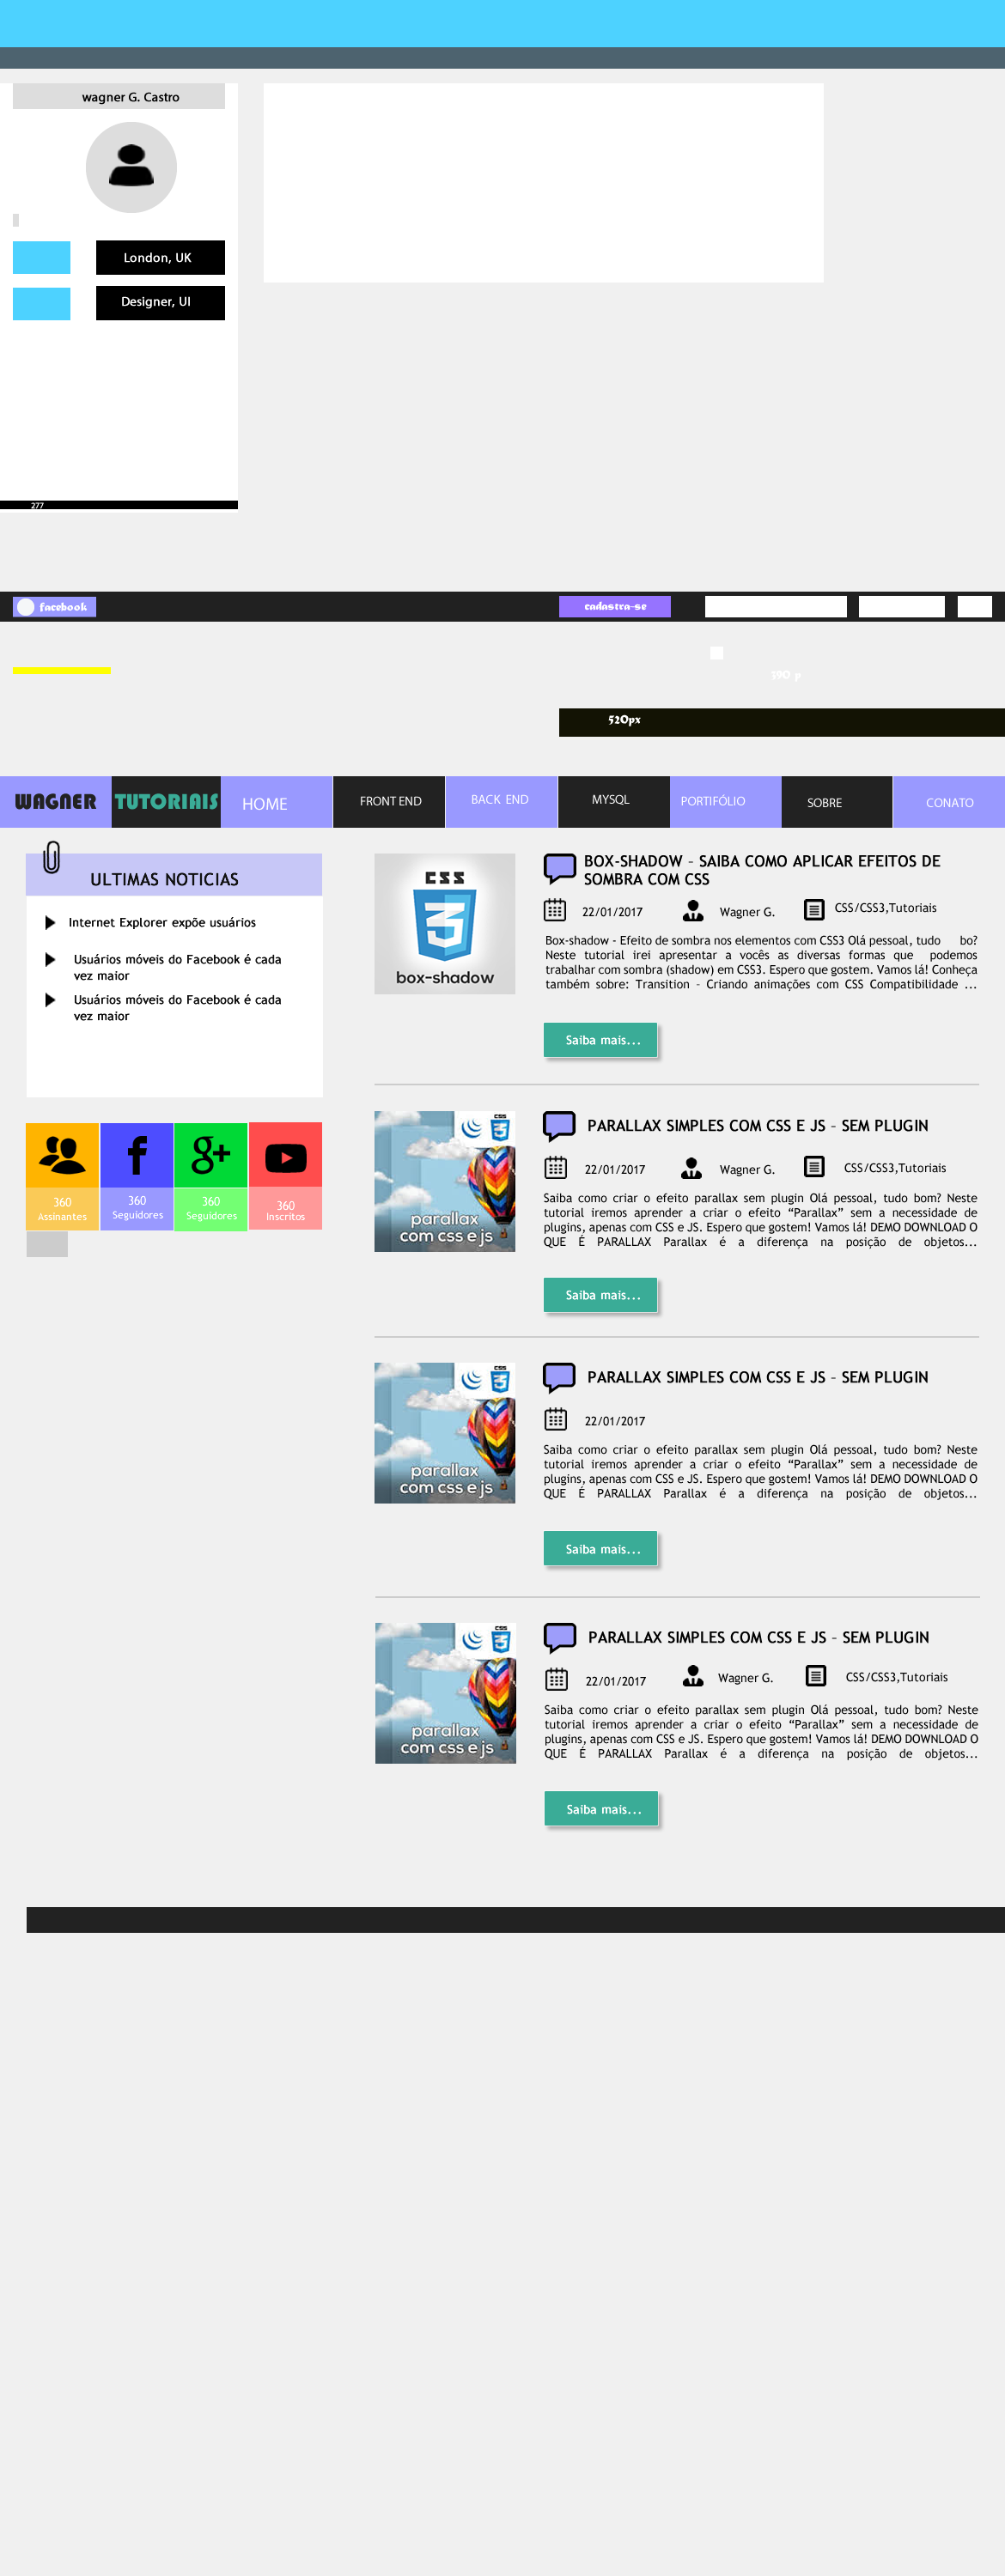 wagner G. Castro
London, UK
Designer, UI
277
facebook
cadastra-se
390 p
520px
WAGNER
TUTORIAIS
HOME
FRONT END
BACK END
MYSQL
PORTIFÓLIO
SOBRE
CONATO
ULTIMAS NOTICIAS
Internet Explorer expõe usuários
Usuários móveis do Facebook é cada
vez maior
Usuários móveis do Facebook é cada
vez maior
360
Assinantes
360
Seguidores
g+
360
Seguidores
360
Inscritos
CSS
3
box-shadow
BOX-SHADOW - SAIBA COMO APLICAR EFEITOS DE
SOMBRA COM CSS
22/01/2017
Wagner G.
CSS/CSS3,Tutoriais
Box-shadow - Efeito de sombra nos elementos com CSS3 Olá pessoal, tudo bo?
Neste tutorial irei apresentar a vocês as diversas formas que podemos
trabalhar com sombra (shadow) em CSS3. Espero que gostem. Vamos lá! Conheça
também sobre: Transition - Criando animações com CSS Compatibilidade ...
Saiba mais...
CSS
3
parallax
com css e js
PARALLAX SIMPLES COM CSS E JS - SEM PLUGIN
22/01/2017
Wagner G.
CSS/CSS3,Tutoriais
Saiba como criar o efeito parallax sem plugin Olá pessoal, tudo bom? Neste
tutorial iremos aprender a criar o efeito “Parallax” sem a necessidade de
plugins, apenas com CSS e JS. Espero que gostem! Vamos lá! DEMO DOWNLOAD O
QUE É PARALLAX Parallax é a diferença na posição de objetos...
Saiba mais...
CSS
3
parallax
com css e js
PARALLAX SIMPLES COM CSS E JS - SEM PLUGIN
22/01/2017
Saiba como criar o efeito parallax sem plugin Olá pessoal, tudo bom? Neste
tutorial iremos aprender a criar o efeito “Parallax” sem a necessidade de
plugins, apenas com CSS e JS. Espero que gostem! Vamos lá! DEMO DOWNLOAD O
QUE É PARALLAX Parallax é a diferença na posição de objetos...
Saiba mais...
CSS
3
parallax
com css e js
PARALLAX SIMPLES COM CSS E JS - SEM PLUGIN
22/01/2017
Wagner G.
CSS/CSS3,Tutoriais
Saiba como criar o efeito parallax sem plugin Olá pessoal, tudo bom? Neste
tutorial iremos aprender a criar o efeito “Parallax” sem a necessidade de
plugins, apenas com CSS e JS. Espero que gostem! Vamos lá! DEMO DOWNLOAD O
QUE É PARALLAX Parallax é a diferença na posição de objetos...
Saiba mais...